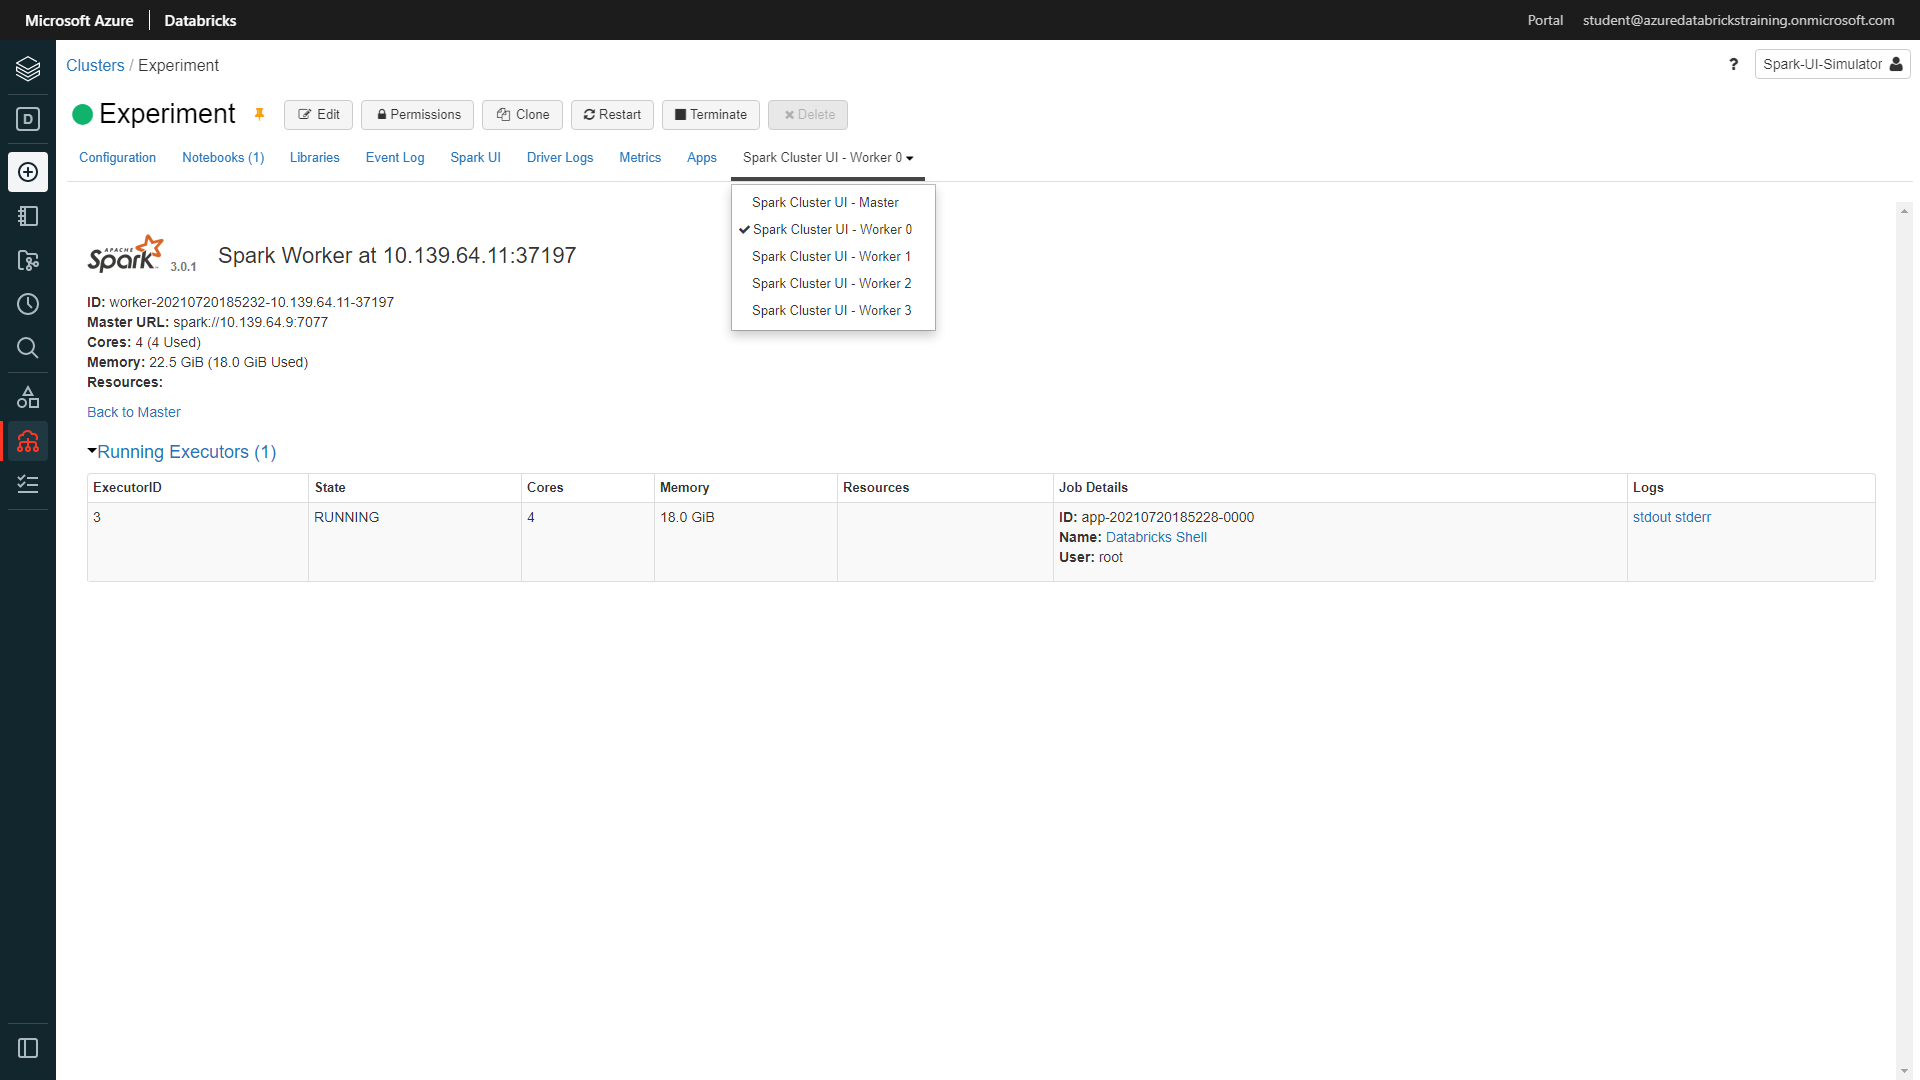 Microsoft Azure Databricks Portal student@azuredatabrickstraining.onmicrosoft.com
Clusters / Experiment ? Spark-UI-Simulator
D
Experiment Edit Permissions Clone Restart Terminate Delete
Configuration Notebooks (1) Libraries Event Log Spark UI Driver Logs Metrics Apps Spark Cluster UI - Worker 0
Spark Cluster UI - Master
Spark Cluster UI - Worker 0
Spark Cluster UI - Worker 1
Spark Cluster UI - Worker 2
Spark Cluster UI - Worker 3
APACHE Spark 3.0.1 Spark Worker at 10.139.64.11:37197
ID: worker-20210720185232-10.139.64.11-37197
Master URL: spark://10.139.64.9:7077
Cores: 4 (4 Used)
Memory: 22.5 GiB (18.0 GiB Used)
Resources:
Back to Master
Running Executors (1)
ExecutorID State Cores Memory Resources Job Details Logs
3 RUNNING 4 18.0 GiB ID: app-20210720185228-0000 stdout stderr
Name: Databricks Shell
User: root